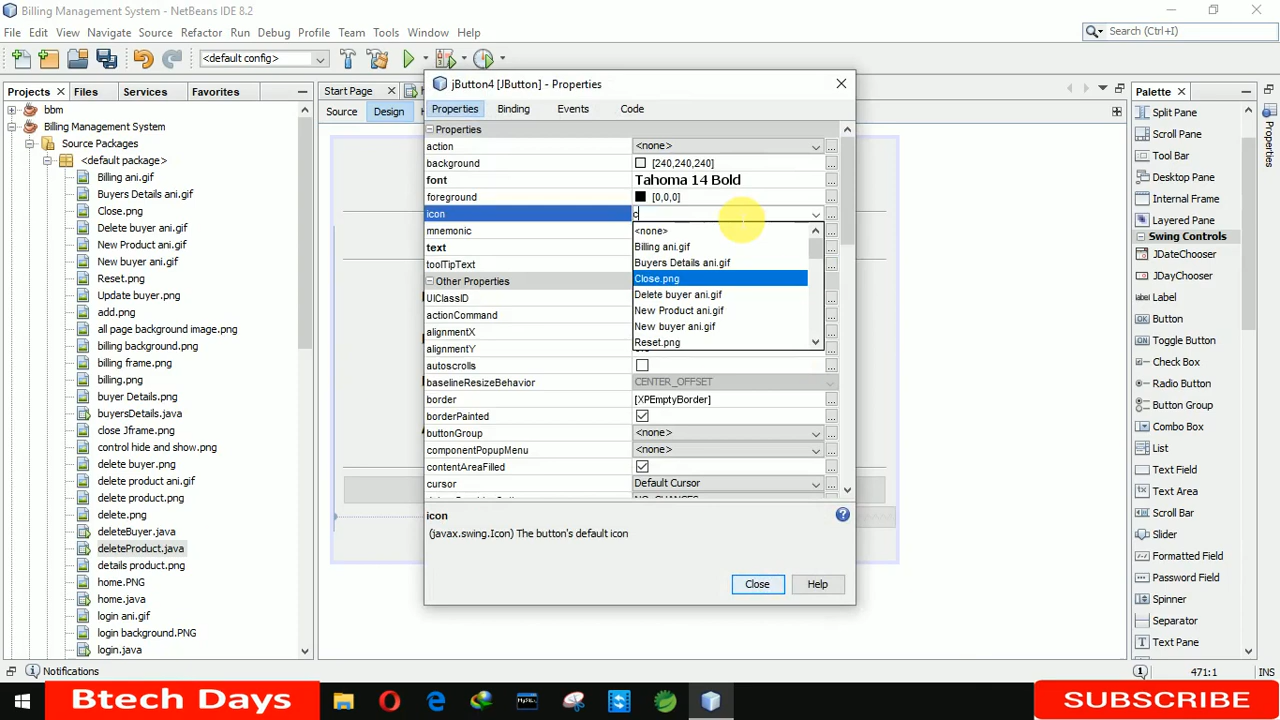 Billing Management System - NetBeans IDE 8.2
File Edit View Navigate Source Refactor Run Debug Profile Team Tools Window Help
Search (Ctrl+I)
<default config>
Projects Files Services Favorites
bbm
Billing Management System
Source Packages
<default package>
Billing ani.gif
Buyers Details ani.gif
Close.png
Delete buyer ani.gif
New Product ani.gif
New buyer ani.gif
Reset.png
Update buyer.png
add.png
all page background image.png
billing background.png
billing frame.png
billing.png
buyer Details.png
buyersDetails.java
close Jframe.png
control hide and show.png
delete buyer.png
delete product ani.gif
delete product.png
delete.png
deleteBuyer.java
deleteProduct.java
details product.png
home.PNG
home.java
login ani.gif
login background.PNG
login.java
Start Page
Source Design
jButton4 [JButton] - Properties
Properties Binding Events Code
Properties
action <none>
background [240,240,240]
font Tahoma 14 Bold
foreground [0,0,0]
icon c
mnemonic
text
toolTipText
Other Properties
UIClassID
actionCommand
alignmentX
alignmentY
autoscrolls
baselineResizeBehavior CENTER_OFFSET
border [XPEmptyBorder]
borderPainted
buttonGroup <none>
componentPopupMenu <none>
contentAreaFilled
cursor Default Cursor
<none>
Billing ani.gif
Buyers Details ani.gif
Close.png
Delete buyer ani.gif
New Product ani.gif
New buyer ani.gif
Reset.png
icon
(javax.swing.Icon) The button's default icon
Close Help
Palette
Split Pane
Scroll Pane
Tool Bar
Desktop Pane
Internal Frame
Layered Pane
Swing Controls
JDateChooser
JDayChooser
Label
Button
Toggle Button
Check Box
Radio Button
Button Group
Combo Box
List
Text Field
Text Area
Scroll Bar
Slider
Formatted Field
Password Field
Spinner
Separator
Text Pane
Properties
Notifications
471:1 INS
Btech Days
SUBSCRIBE